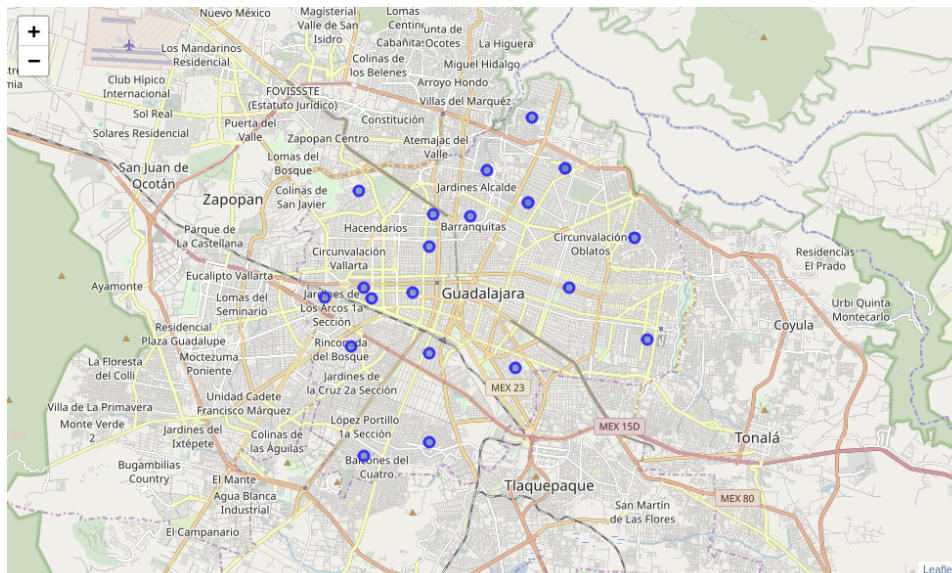 +
−
Nuevo México
Magisterial
Valle de San
Isidro
Lomas
Centin
unta de
Cabañita
Ocotes
La Higuera
Los Mandarinos
Residencial
Colinas de
los Belenes
Miguel Hidalgo
Arroyo Hondo
Club Hípico
Internacional
FOVISSSTE
(Estatuto Jurídico)
Villas del Marquéz
mia
Sol Real
Solares Residencial
Puerta del
Valle
Constitución
Zapopan Centro
Atemajac del
Valle
San Juan de
Ocotán
Lomas del
Bosque
Zapopan
Colinas de
San Javier
Jardines Alcalde
Parque de
La Castellana
Hacendarios
Barranquitas
Circunvalación
Vallarta
Circunvalación
Oblatos
Residencias
El Prado
Ayamonte
Eucalipto Vallarta
Lomas del
Seminario
Jardines de
Los Arcos 1a
Sección
Guadalajara
Urbi Quinta
Montecarlo
Coyula
Residencial
Plaza Guadalupe
Rinconada
del Bosque
La Floresta
del Collí
Moctezuma
Poniente
Jardines de
la Cruz 2a Sección
MEX 23
Unidad Cadete
Francisco Márquez
Villa de La Primavera
Monte Verde
2
Jardines del
Ixtépete
Colinas de
las Águilas
López Portillo
1a Sección
MEX 15D
Tonalá
Bugambilias
Country
El Mante
Balcones del
Cuatro
Agua Blanca
Industrial
Tlaquepaque
MEX 80
San Martín
de Las Flores
El Campanario
Leafle